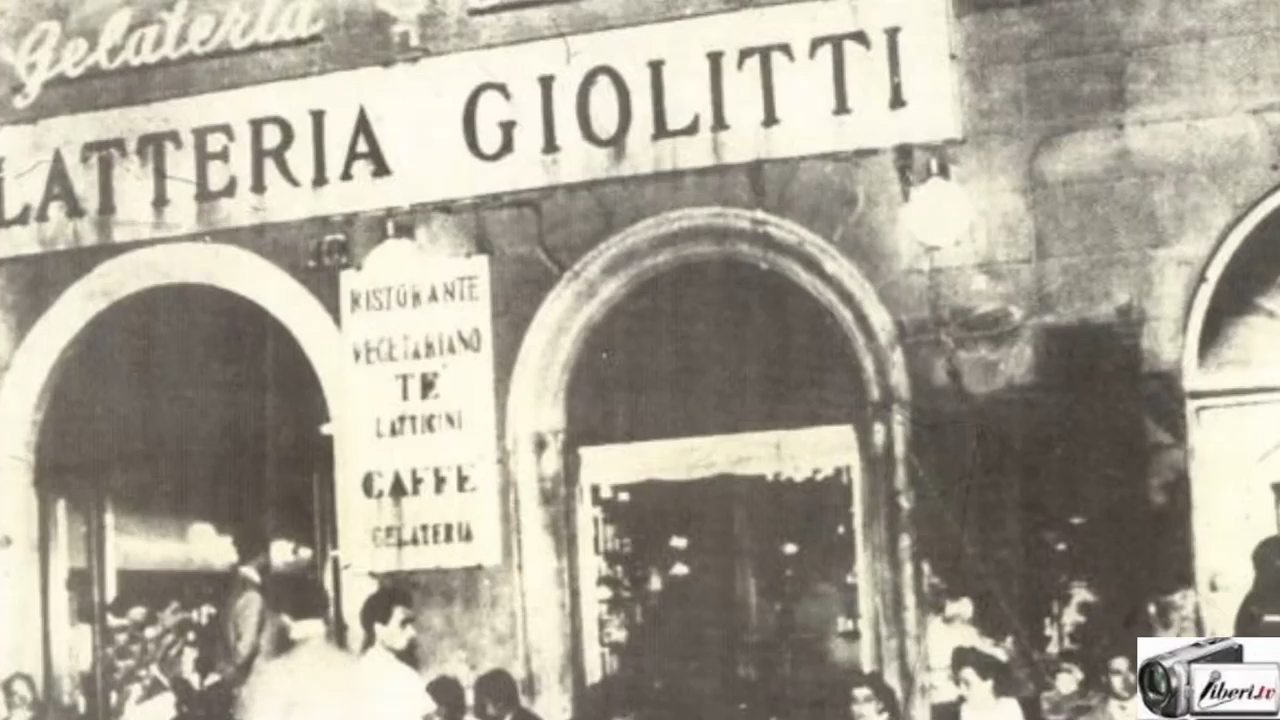 Gelateria
LATTERIA GIOLITTI
RISTORANTE
VEGETARIANO
TE'
LATTICINI
CAFFE
GELATERIA
liberi.tv